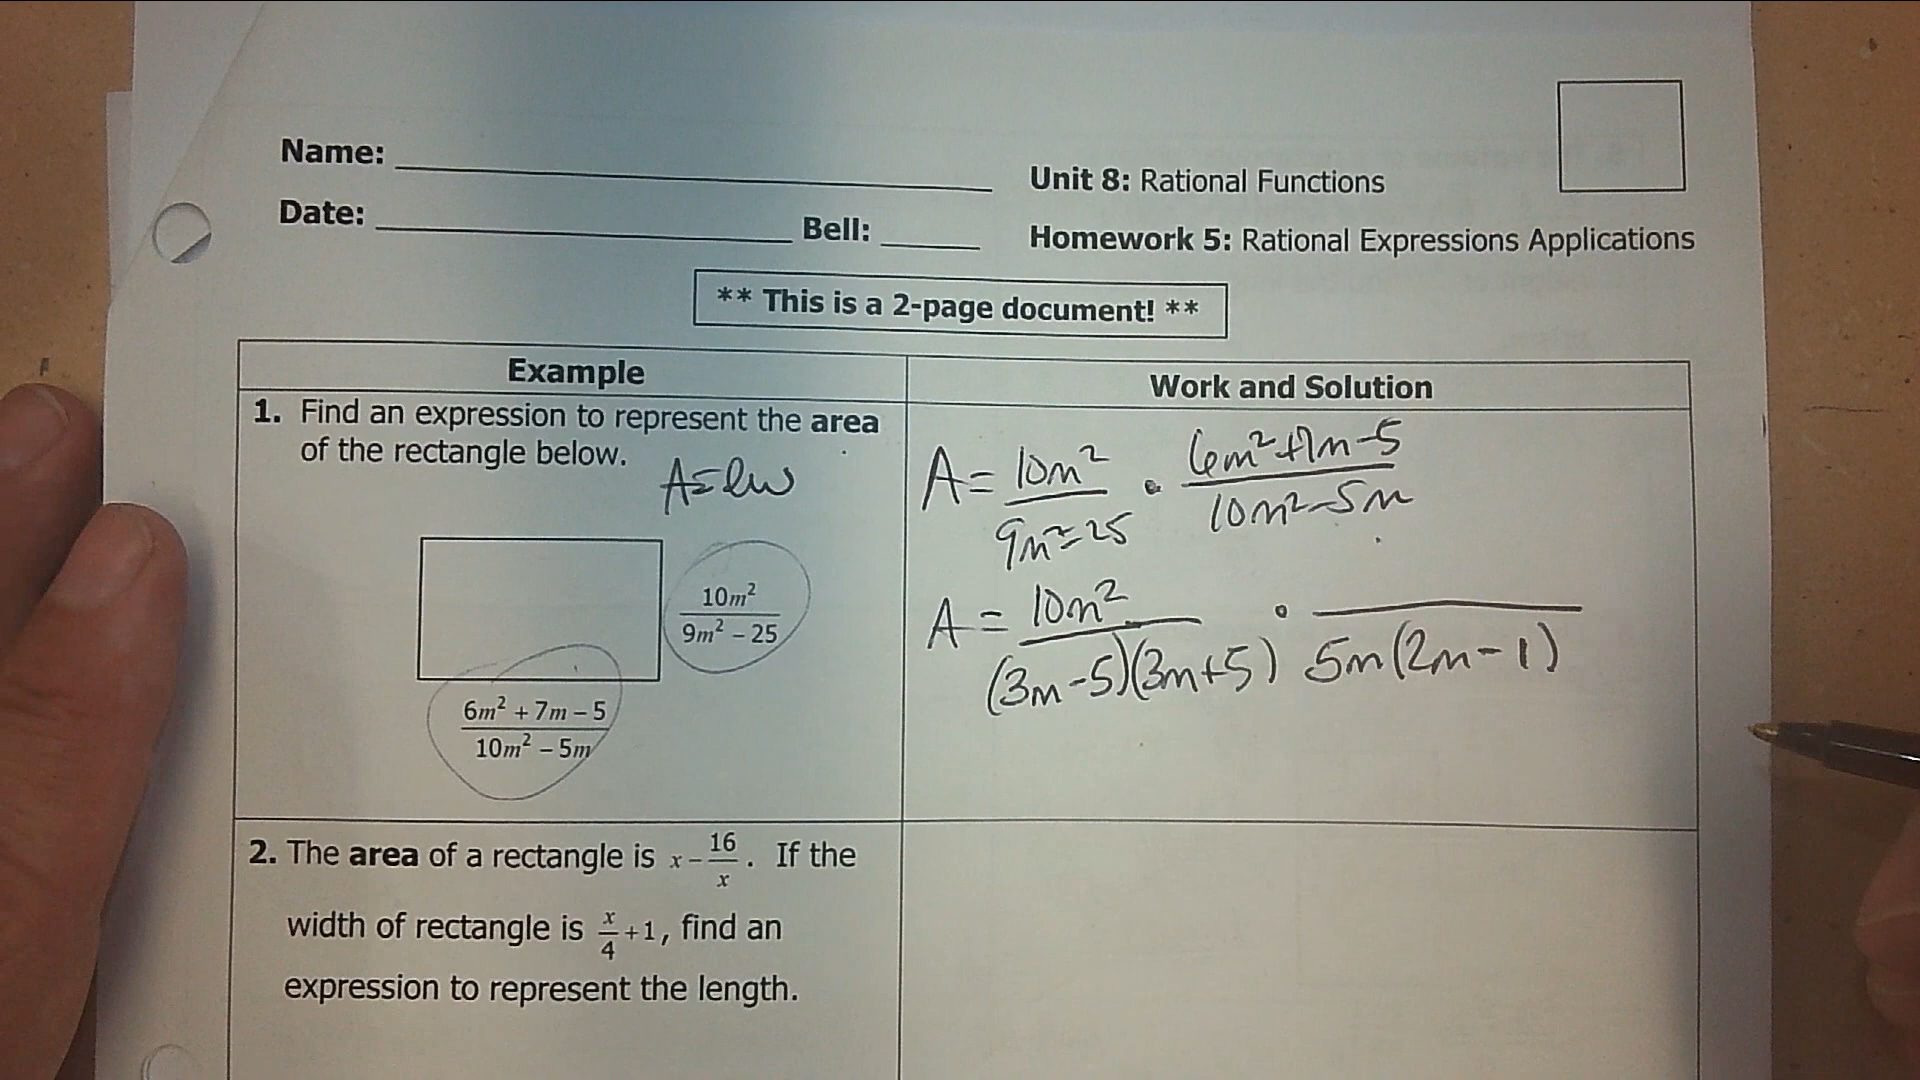 Name:
Unit 8: Rational Functions
Date: Bell:
Homework 5: Rational Expressions Applications
** This is a 2-page document! **
Example
Work and Solution
1. Find an expression to represent the area
of the rectangle below.
A=lw
10m²
9m² – 25
6m² + 7m – 5
10m² – 5m
A = 10m² / 9m²-25 · 6m²+7m-5 / 10m²-5m
A = 10m² / (3m-5)(3m+5) · / 5m(2m-1)
2. The area of a rectangle is x – 16/x . If the
width of rectangle is x/4 + 1, find an
expression to represent the length.